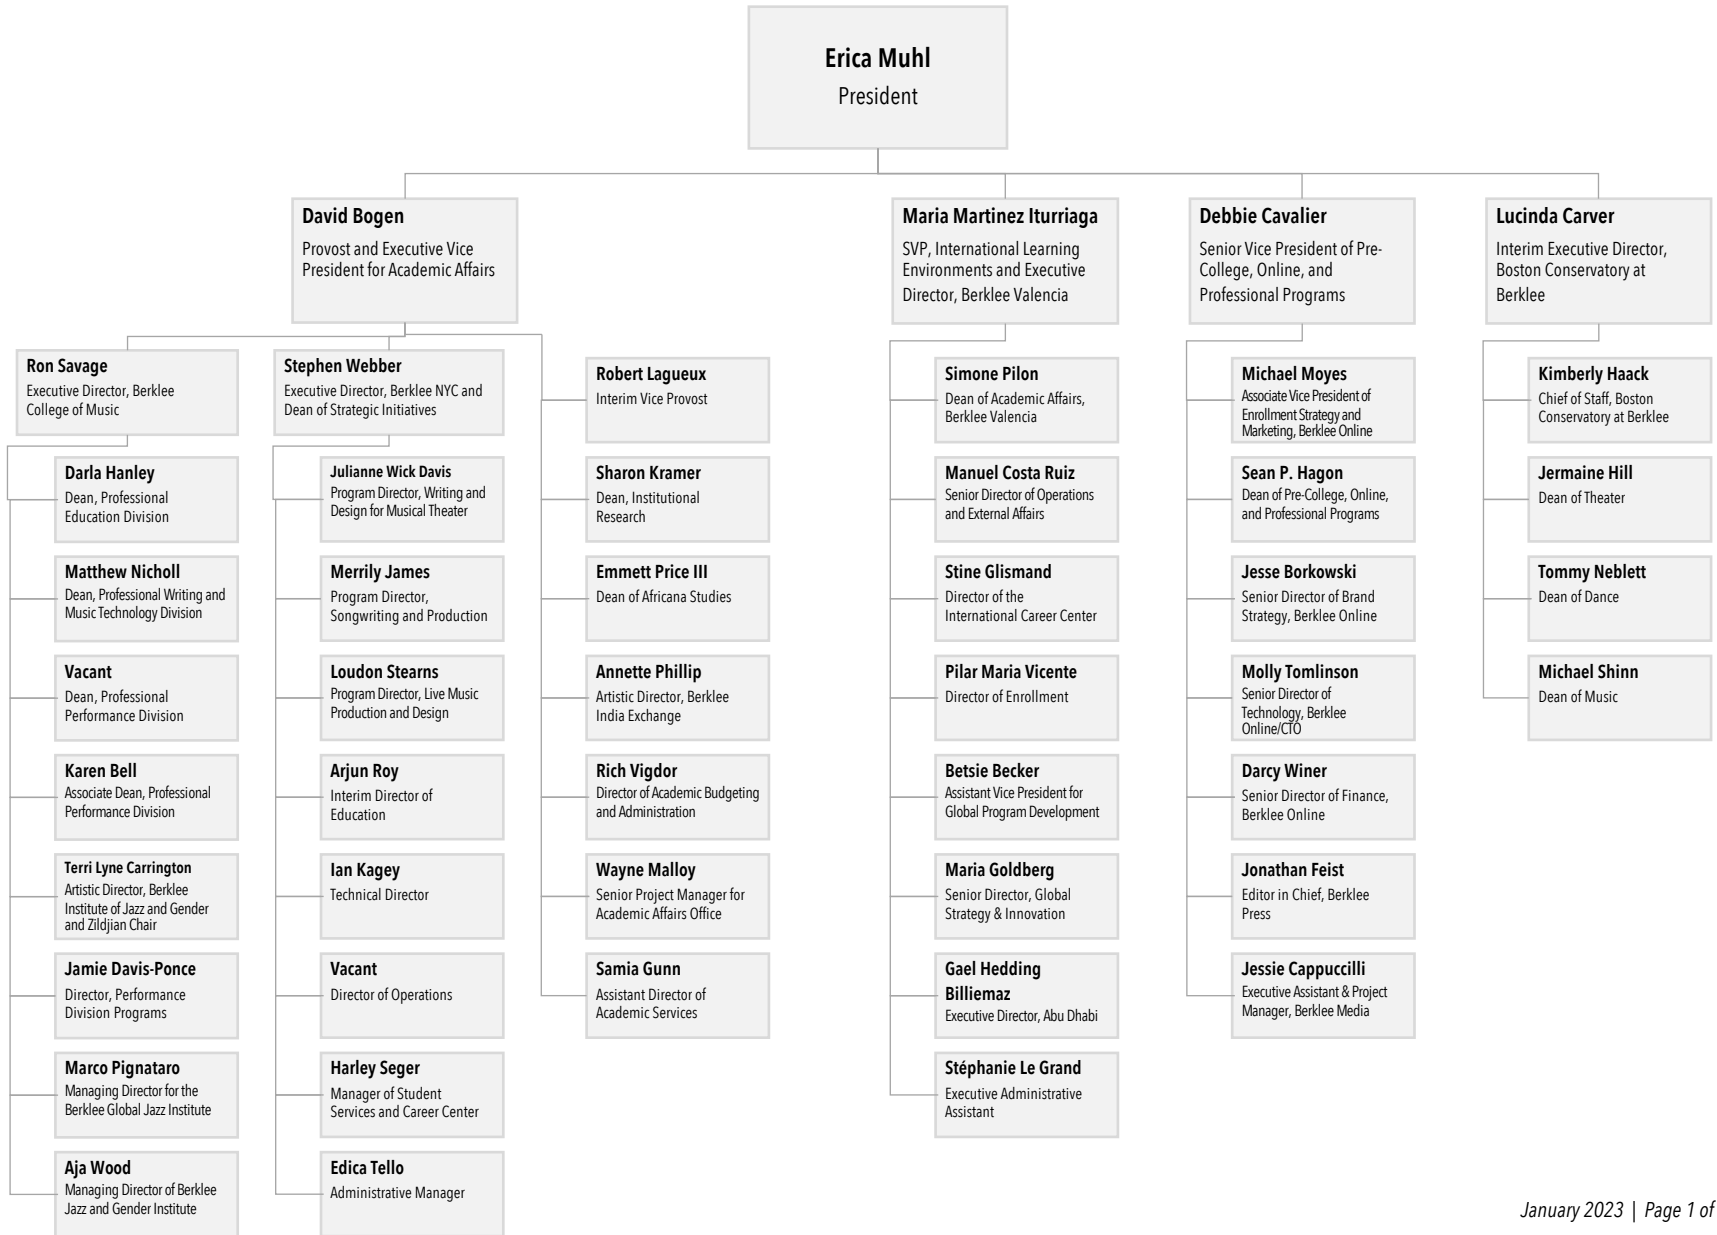 Erica Muhl
President
David Bogen
Provost and Executive Vice
President for Academic Affairs
Ron Savage
Executive Director, Berklee
College of Music
Darla Hanley
Dean, Professional
Education Division
Matthew Nicholl
Dean, Professional Writing and
Music Technology Division
Vacant
Dean, Professional
Performance Division
Karen Bell
Associate Dean, Professional
Performance Division
Terri Lyne Carrington
Artistic Director, Berklee
Institute of Jazz and Gender
and Zildjian Chair
Jamie Davis-Ponce
Director, Performance
Division Programs
Marco Pignataro
Managing Director for the
Berklee Global Jazz Institute
Aja Wood
Managing Director of Berklee
Jazz and Gender Institute
Stephen Webber
Executive Director, Berklee NYC and
Dean of Strategic Initiatives
Julianne Wick Davis
Program Director, Writing and
Design for Musical Theater
Merrily James
Program Director,
Songwriting and Production
Loudon Stearns
Program Director, Live Music
Production and Design
Arjun Roy
Interim Director of
Education
Ian Kagey
Technical Director
Vacant
Director of Operations
Harley Seger
Manager of Student
Services and Career Center
Edica Tello
Administrative Manager
Robert Lagueux
Interim Vice Provost
Sharon Kramer
Dean, Institutional
Research
Emmett Price III
Dean of Africana Studies
Annette Phillip
Artistic Director, Berklee
India Exchange
Rich Vigdor
Director of Academic Budgeting
and Administration
Wayne Malloy
Senior Project Manager for
Academic Affairs Office
Samia Gunn
Assistant Director of
Academic Services
Maria Martinez Iturriaga
SVP, International Learning
Environments and Executive
Director, Berklee Valencia
Simone Pilon
Dean of Academic Affairs,
Berklee Valencia
Manuel Costa Ruiz
Senior Director of Operations
and External Affairs
Stine Glismand
Director of the
International Career Center
Pilar Maria Vicente
Director of Enrollment
Betsie Becker
Assistant Vice President for
Global Program Development
Maria Goldberg
Senior Director, Global
Strategy & Innovation
Gael Hedding
Billiemaz
Executive Director, Abu Dhabi
Stéphanie Le Grand
Executive Administrative
Assistant
Debbie Cavalier
Senior Vice President of Pre-
College, Online, and
Professional Programs
Michael Moyes
Associate Vice President of
Enrollment Strategy and
Marketing, Berklee Online
Sean P. Hagon
Dean of Pre-College, Online,
and Professional Programs
Jesse Borkowski
Senior Director of Brand
Strategy, Berklee Online
Molly Tomlinson
Senior Director of
Technology, Berklee
Online/CTO
Darcy Winer
Senior Director of Finance,
Berklee Online
Jonathan Feist
Editor in Chief, Berklee
Press
Jessie Cappuccilli
Executive Assistant & Project
Manager, Berklee Media
Lucinda Carver
Interim Executive Director,
Boston Conservatory at
Berklee
Kimberly Haack
Chief of Staff, Boston
Conservatory at Berklee
Jermaine Hill
Dean of Theater
Tommy Neblett
Dean of Dance
Michael Shinn
Dean of Music
January 2023 | Page 1 of